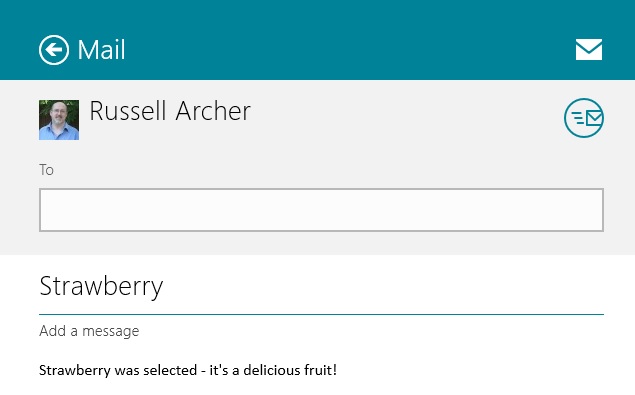 Mail
Russell Archer
To
Strawberry
Add a message
Strawberry was selected - it's a delicious fruit!